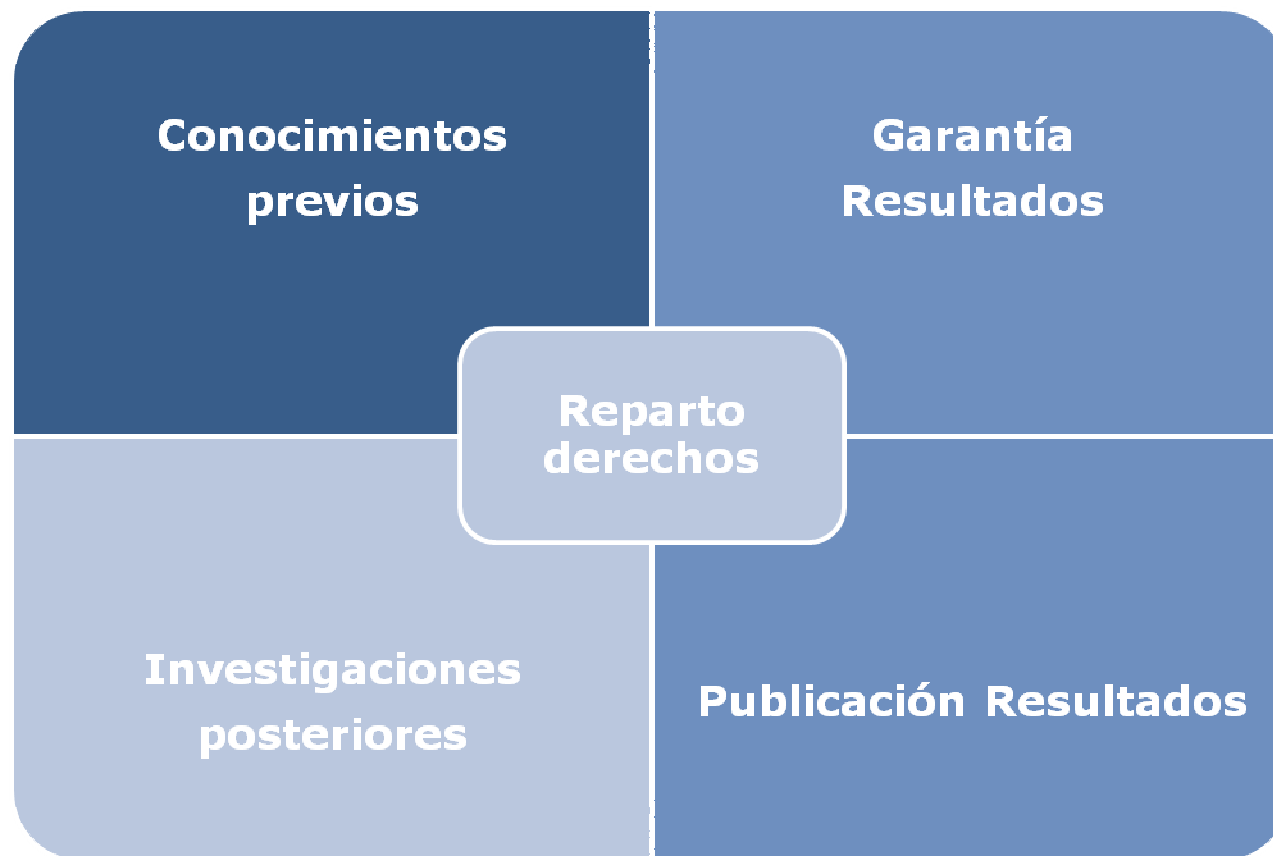 Conocimientos
previos
Garantía
Resultados
Reparto
derechos
Investigaciones
posteriores
Publicación Resultados